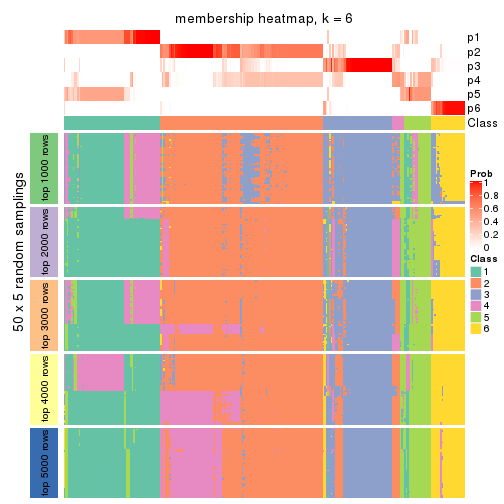 membership heatmap, k = 6
p1
p2
p3
p4
p5
p6
Class
50 x 5 random samplings
top 1000 rows
top 2000 rows
top 3000 rows
top 4000 rows
top 5000 rows
Prob
1
0.8
0.6
0.4
0.2
0
Class
1
2
3
4
5
6